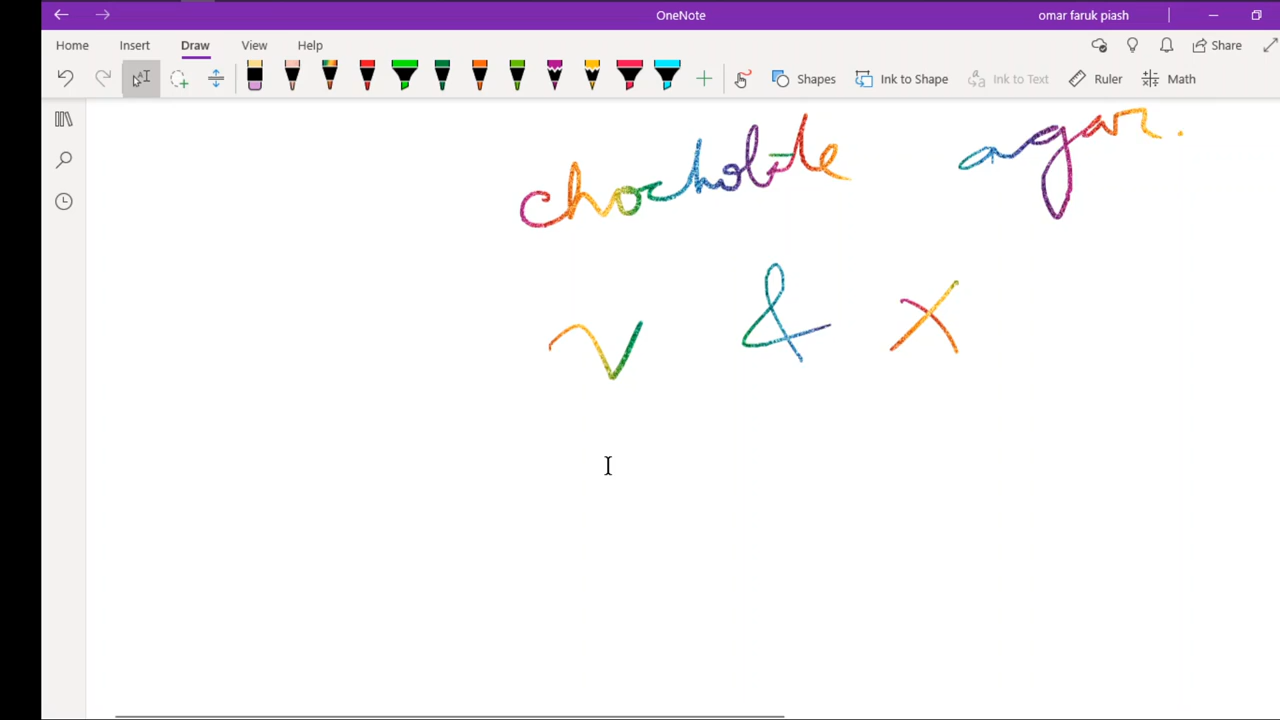 OneNote
omar faruk piash
Home Insert Draw View Help Share
Shapes Ink to Shape Ink to Text Ruler Math
chocholate agar.
V & X